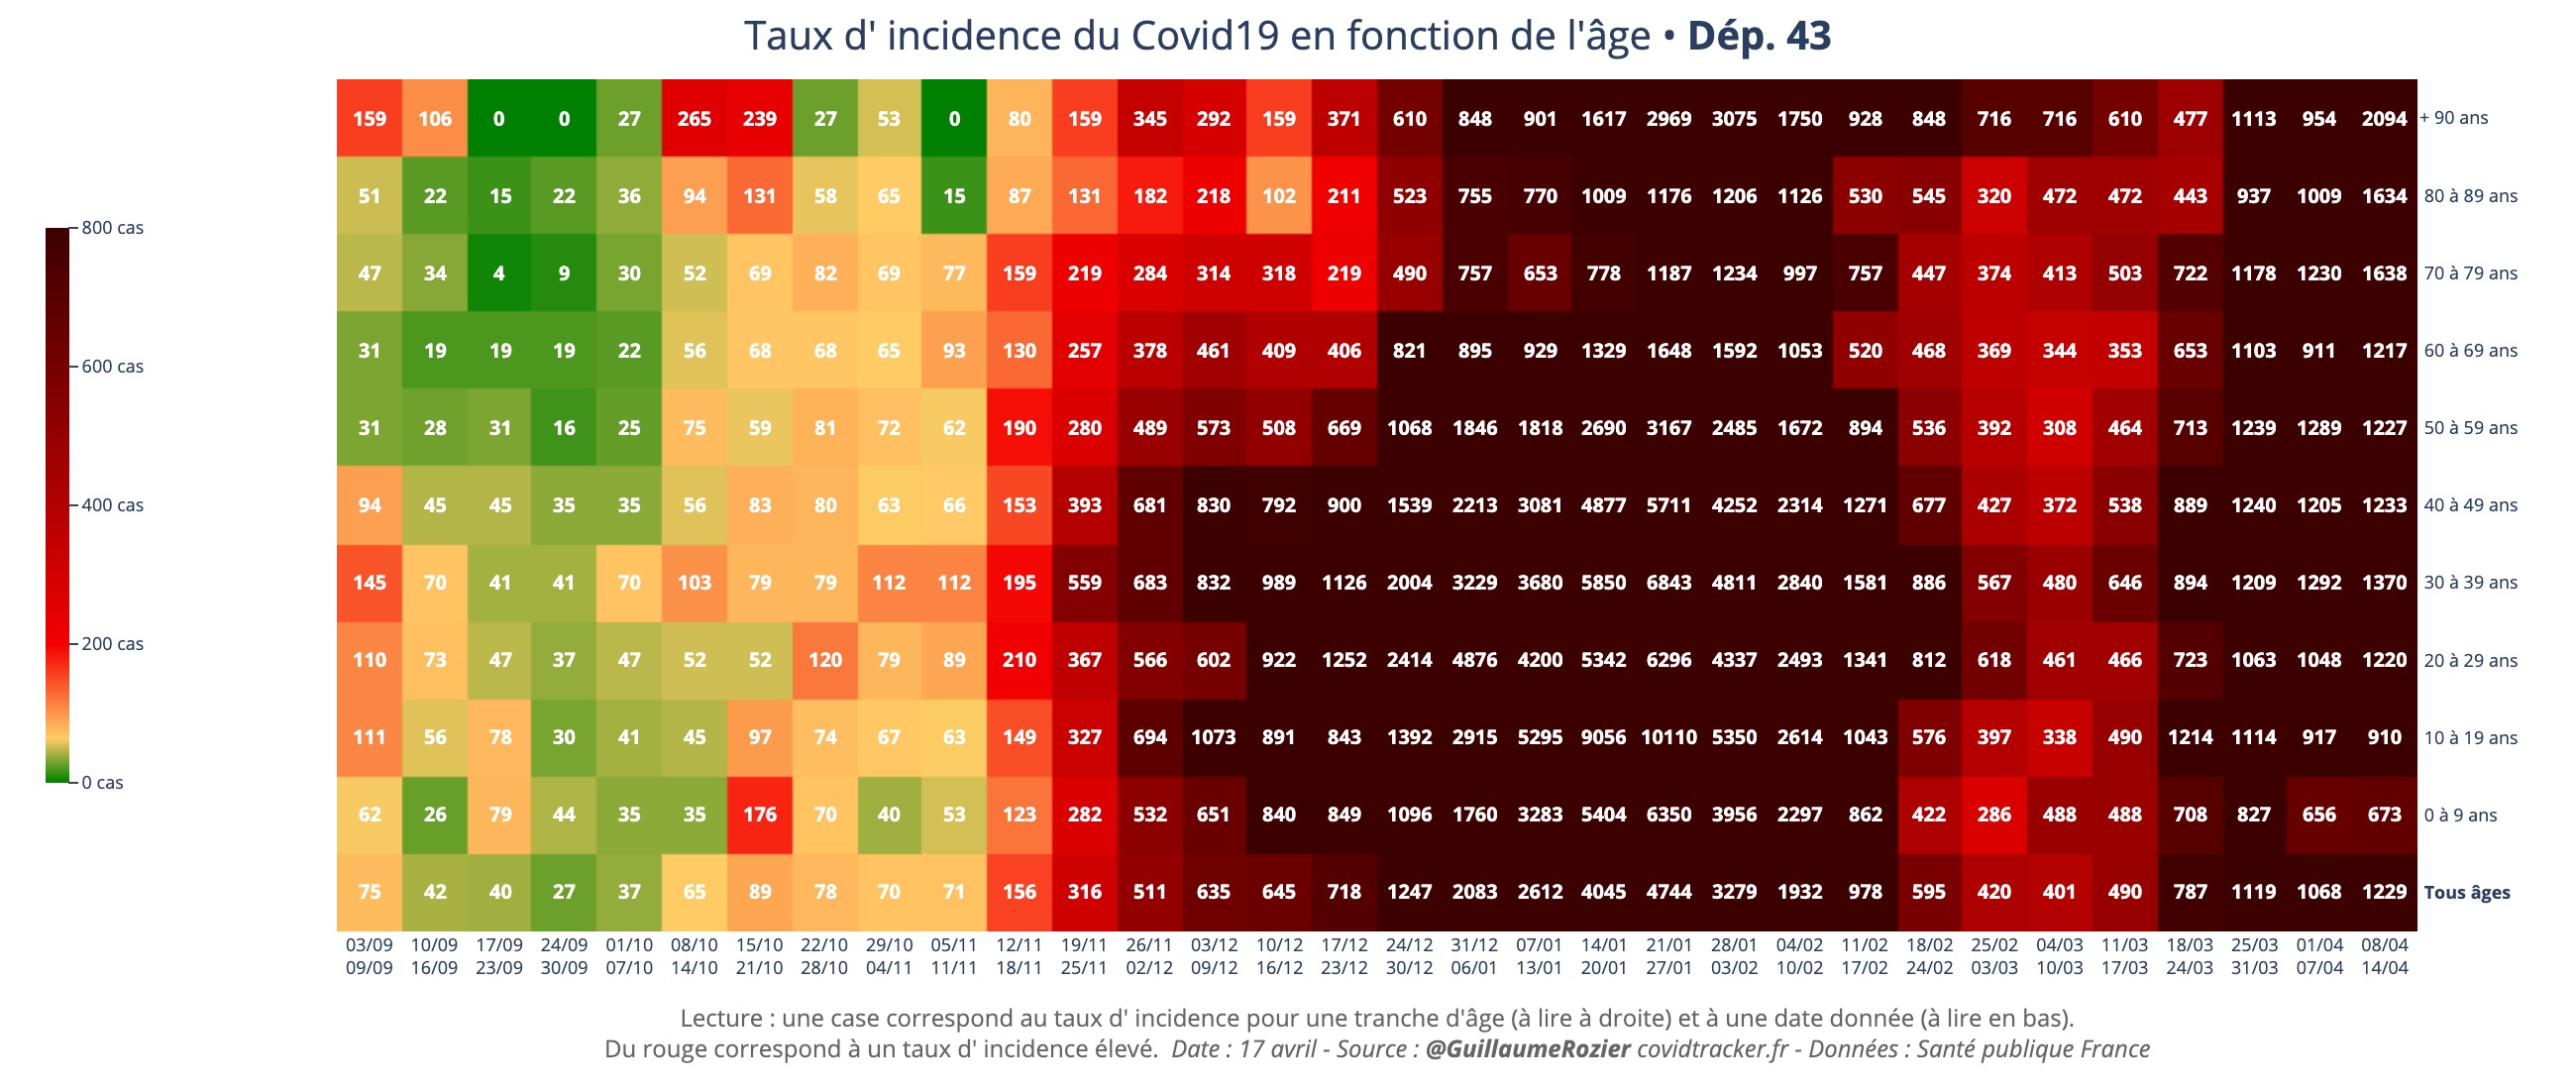 Taux d' incidence du Covid19 en fonction de l'âge • Dép. 43
800 cas
600 cas
400 cas
200 cas
0 cas
159 106 0 0 27 265 239 27 53 0 80 159 345 292 159 371 610 848 901 1617 2969 3075 1750 928 848 716 716 610 477 1113 954 2094 + 90 ans
51 22 15 22 36 94 131 58 65 15 87 131 182 218 102 211 523 755 770 1009 1176 1206 1126 530 545 320 472 472 443 937 1009 1634 80 à 89 ans
47 34 4 9 30 52 69 82 69 77 159 219 284 314 318 219 490 757 653 778 1187 1234 997 757 447 374 413 503 722 1178 1230 1638 70 à 79 ans
31 19 19 19 22 56 68 68 65 93 130 257 378 461 409 406 821 895 929 1329 1648 1592 1053 520 468 369 344 353 653 1103 911 1217 60 à 69 ans
31 28 31 16 25 75 59 81 72 62 190 280 489 573 508 669 1068 1846 1818 2690 3167 2485 1672 894 536 392 308 464 713 1239 1289 1227 50 à 59 ans
94 45 45 35 35 56 83 80 63 66 153 393 681 830 792 900 1539 2213 3081 4877 5711 4252 2314 1271 677 427 372 538 889 1240 1205 1233 40 à 49 ans
145 70 41 41 70 103 79 79 112 112 195 559 683 832 989 1126 2004 3229 3680 5850 6843 4811 2840 1581 886 567 480 646 894 1209 1292 1370 30 à 39 ans
110 73 47 37 47 52 52 120 79 89 210 367 566 602 922 1252 2414 4876 4200 5342 6296 4337 2493 1341 812 618 461 466 723 1063 1048 1220 20 à 29 ans
111 56 78 30 41 45 97 74 67 63 149 327 694 1073 891 843 1392 2915 5295 9056 10110 5350 2614 1043 576 397 338 490 1214 1114 917 910 10 à 19 ans
62 26 79 44 35 35 176 70 40 53 123 282 532 651 840 849 1096 1760 3283 5404 6350 3956 2297 862 422 286 488 488 708 827 656 673 0 à 9 ans
75 42 40 27 37 65 89 78 70 71 156 316 511 635 645 718 1247 2083 2612 4045 4744 3279 1932 978 595 420 401 490 787 1119 1068 1229 Tous âges
03/09 10/09 17/09 24/09 01/10 08/10 15/10 22/10 29/10 05/11 12/11 19/11 26/11 03/12 10/12 17/12 24/12 31/12 07/01 14/01 21/01 28/01 04/02 11/02 18/02 25/02 04/03 11/03 18/03 25/03 01/04 08/04
09/09 16/09 23/09 30/09 07/10 14/10 21/10 28/10 04/11 11/11 18/11 25/11 02/12 09/12 16/12 23/12 30/12 06/01 13/01 20/01 27/01 03/02 10/02 17/02 24/02 03/03 10/03 17/03 24/03 31/03 07/04 14/04
Lecture : une case correspond au taux d' incidence pour une tranche d'âge (à lire à droite) et à une date donnée (à lire en bas).
Du rouge correspond à un taux d' incidence élevé. Date : 17 avril - Source : @GuillaumeRozier covidtracker.fr - Données : Santé publique France